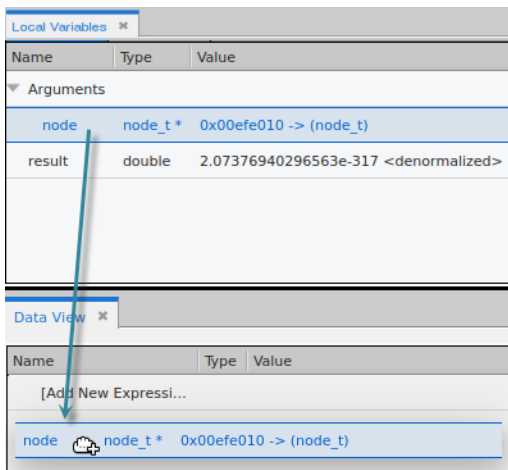 Local Variables
Name Type Value
Arguments
node node_t * 0x00efe010 -> (node_t)
result double 2.07376940296563e-317 <denormalized>
Data View
Name Type Value
[Add New Expressi...
node node_t * 0x00efe010 -> (node_t)